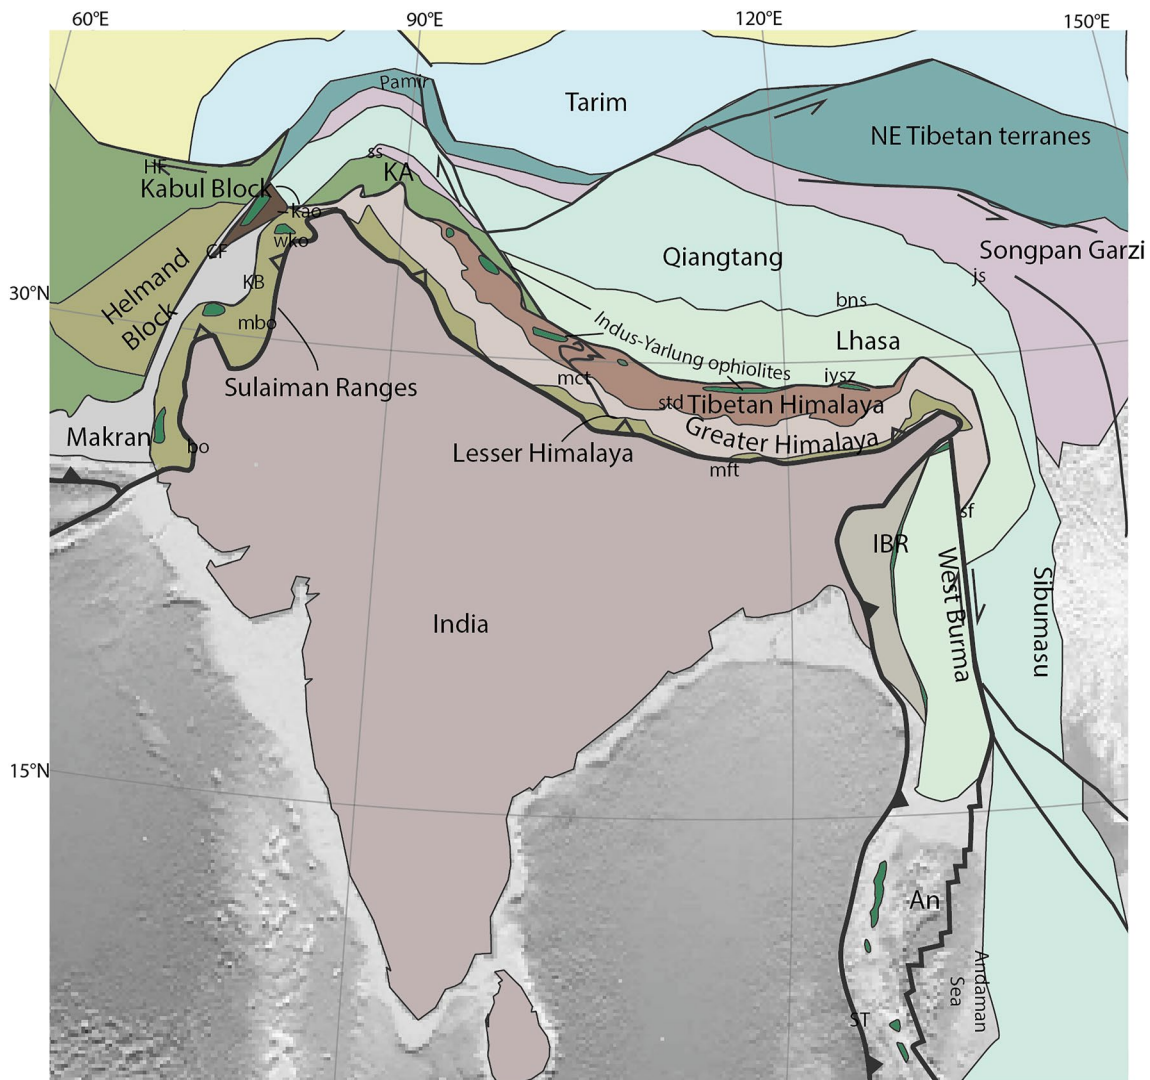 60°E
90°E
120°E
150°E
Pamir
Tarim
NE Tibetan terranes
HF
ss
KA
Kabul Block
kao
wko
CF
Qiangtang
Songpan Garzi
js
Helmand
Block
KB
30°N
bns
mbo
Indus-Yarlung ophiolites
Lhasa
Sulaiman Ranges
mct
iysz
std
Tibetan Himalaya
Makran
bo
Greater Himalaya
Lesser Himalaya
mft
sf
IBR
West Burma
Sibumasu
India
15°N
An
Andaman
Sea
ST